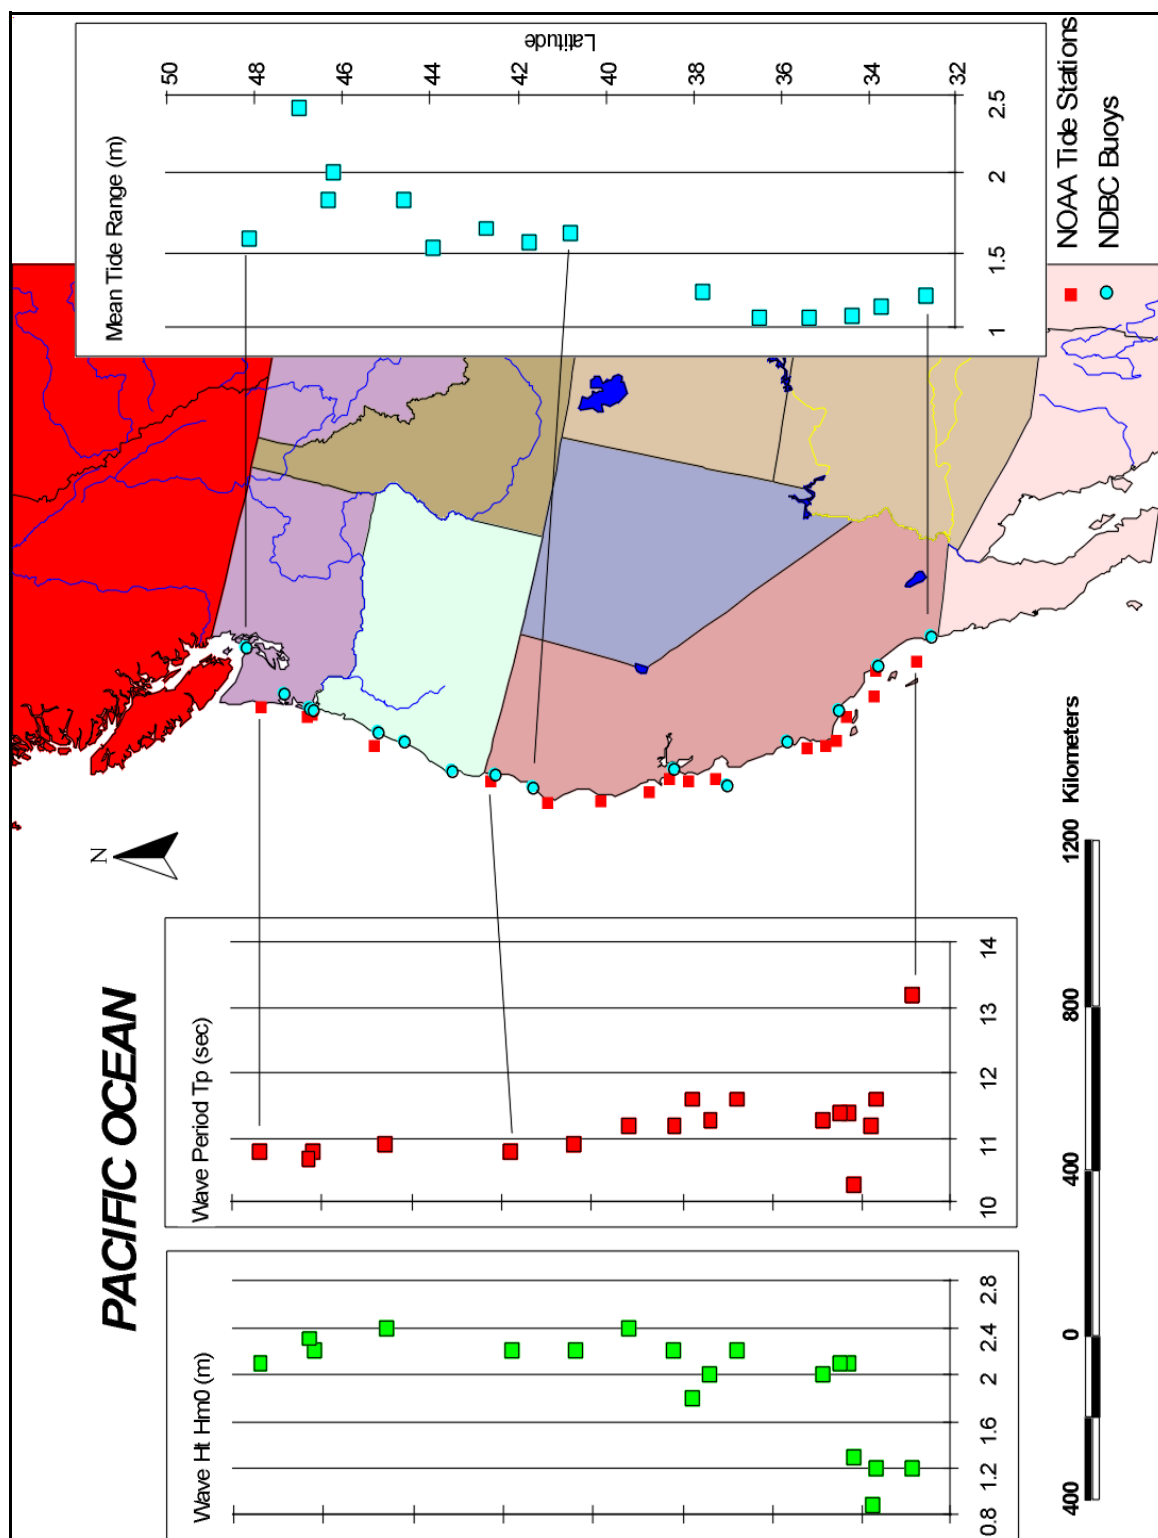 PACIFIC OCEAN
N
Wave Ht Hm0 (m)
0.8 1.2 1.6 2 2.4 2.8
Wave Period Tp (sec)
10 11 12 13 14
Mean Tide Range (m)
1 1.5 2 2.5
50 48 46 44 42 40 38 36 34 32
Latitude
NOAA Tide Stations
NDBC Buoys
400 0 400 800 1200 Kilometers